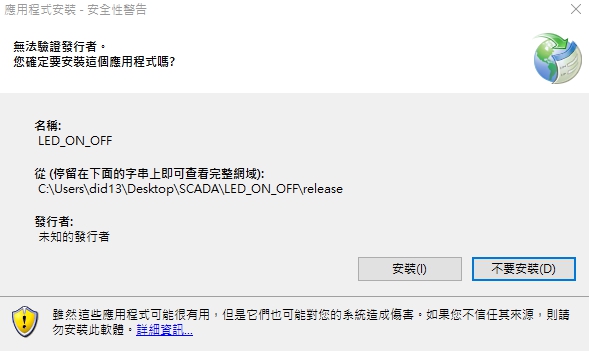 應用程式安裝 - 安全性警告
無法驗證發行者。
您確定要安裝這個應用程式嗎?
名稱:
LED_ON_OFF
從 (停留在下面的字串上即可查看完整網域):
C:\Users\did13\Desktop\SCADA\LED_ON_OFF\release
發行者:
未知的發行者
安裝(I)
不要安裝(D)
雖然這些應用程式可能很有用，但是它們也可能對您的系統造成傷害。如果您不信任其來源，則請
勿安裝此軟體。詳細資訊...